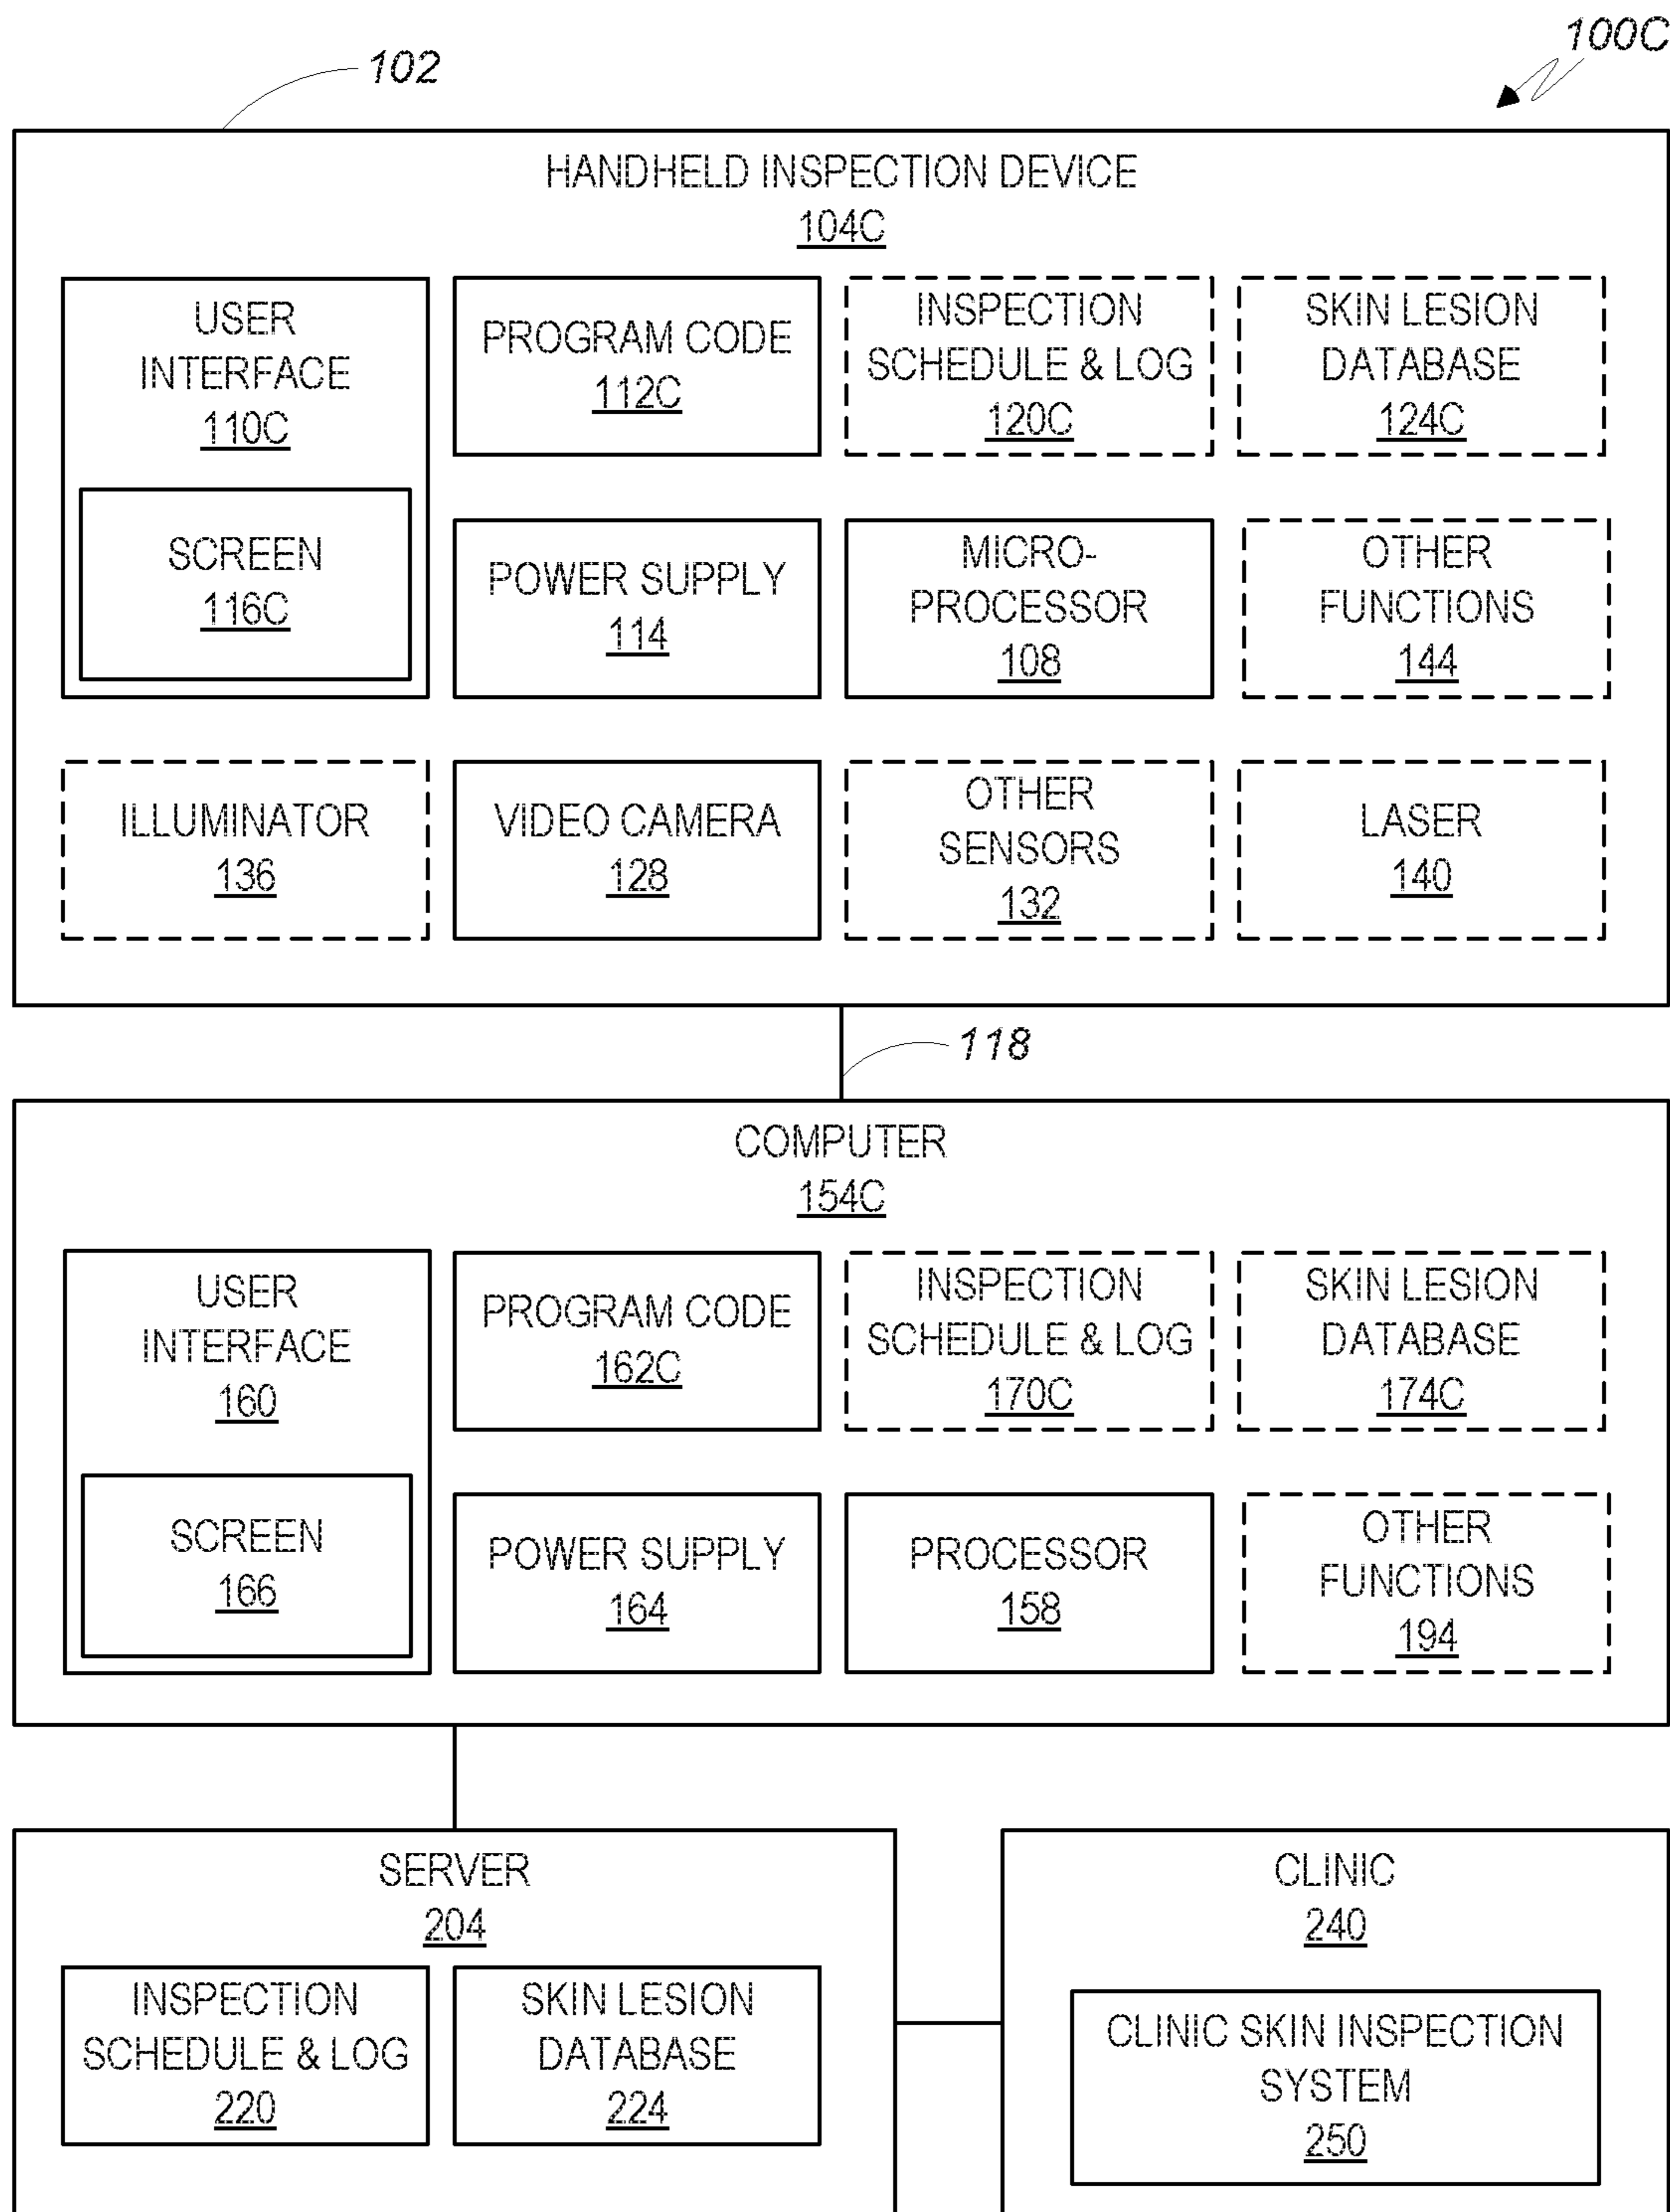 100C
102
HANDHELD INSPECTION DEVICE
104C
USER
INTERFACE
110C
SCREEN
116C
PROGRAM CODE
112C
INSPECTION
SCHEDULE & LOG
120C
SKIN LESION
DATABASE
124C
POWER SUPPLY
114
MICRO-
PROCESSOR
108
OTHER
FUNCTIONS
144
ILLUMINATOR
136
VIDEO CAMERA
128
OTHER
SENSORS
132
LASER
140
118
COMPUTER
154C
USER
INTERFACE
160
SCREEN
166
PROGRAM CODE
162C
INSPECTION
SCHEDULE & LOG
170C
SKIN LESION
DATABASE
174C
POWER SUPPLY
164
PROCESSOR
158
OTHER
FUNCTIONS
194
SERVER
204
INSPECTION
SCHEDULE & LOG
220
SKIN LESION
DATABASE
224
CLINIC
240
CLINIC SKIN INSPECTION
SYSTEM
250